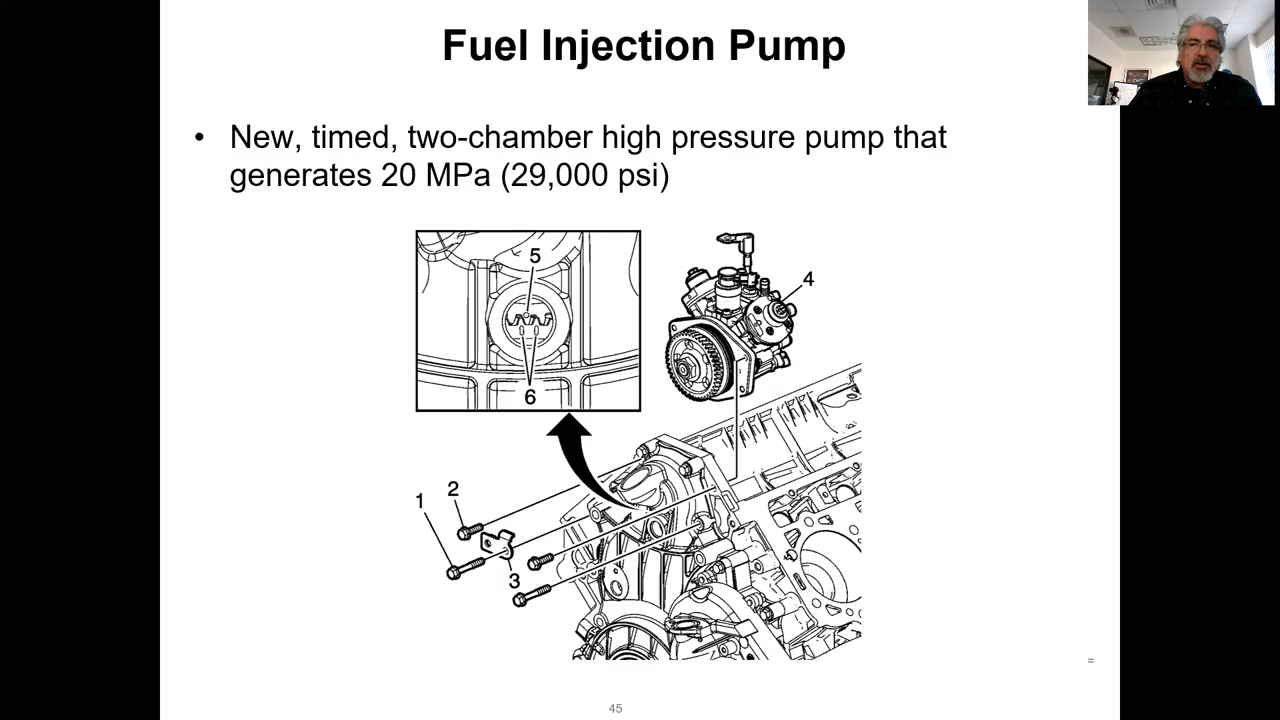 Fuel Injection Pump
• New, timed, two-chamber high pressure pump that
generates 20 MPa (29,000 psi)
5
4
6
2
1
3
=
45